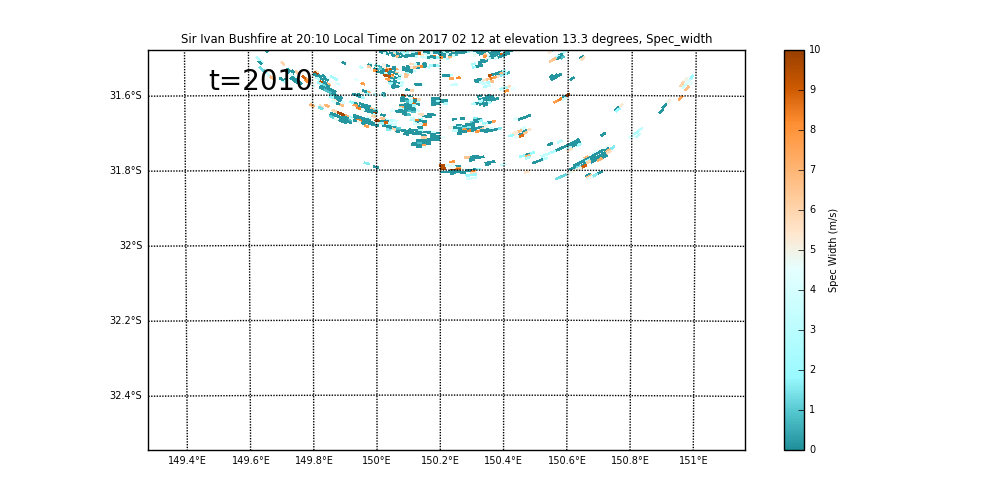 Sir Ivan Bushfire at 20:10 Local Time on 2017 02 12 at elevation 13.3 degrees, Spec_width
t=2010
31.6°S
31.8°S
32°S
32.2°S
32.4°S
149.4°E 149.6°E 149.8°E 150°E 150.2°E 150.4°E 150.6°E 150.8°E 151°E
10
9
8
7
6
5
4
3
2
1
0
Spec Width (m/s)